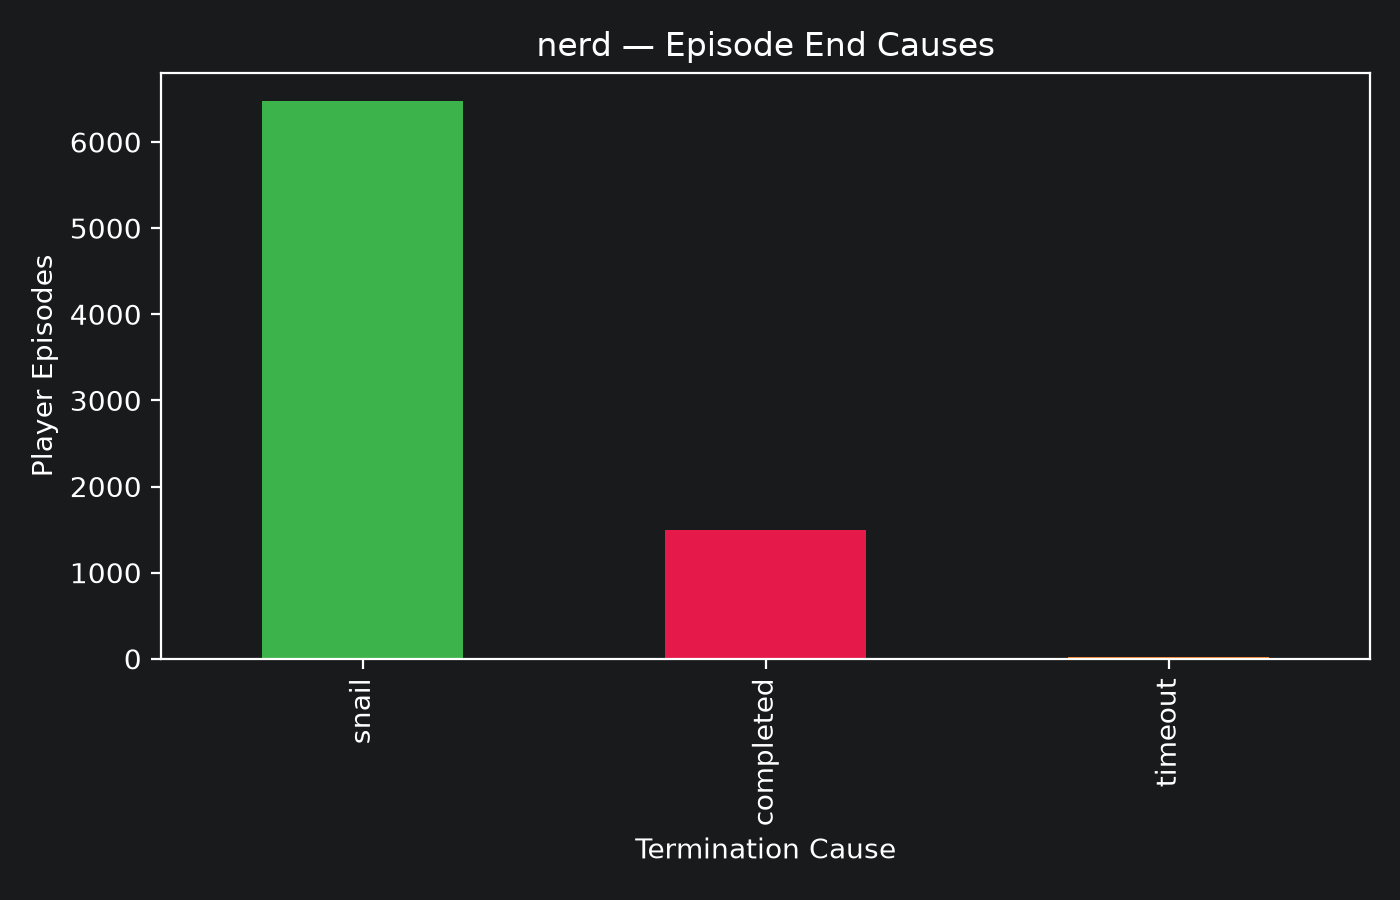 nerd — Episode End Causes
Player Episodes
6000
5000
4000
3000
2000
1000
0
snail
completed
timeout
Termination Cause